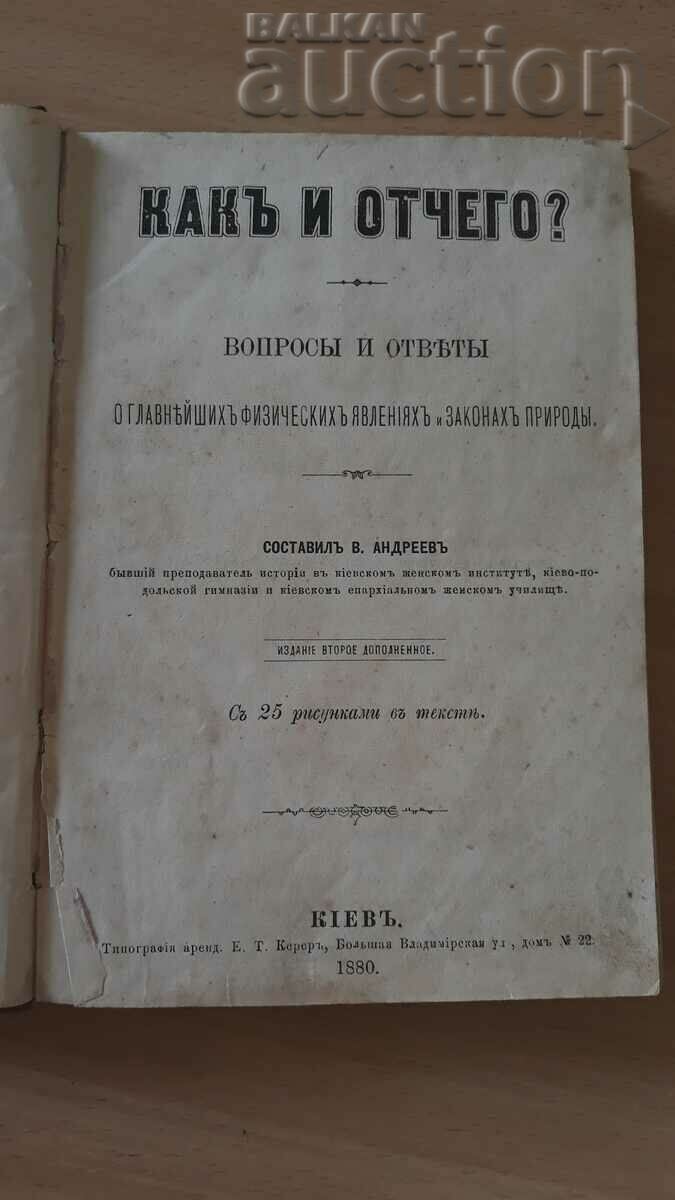 BALKAN
auction
КАКЪ И ОТЧЕГО?
ВОПРОСЫ И ОТВѢТЫ
О ГЛАВНѢЙШИХЪ ФИЗИЧЕСКИХЪ ЯВЛЕНІЯХЪ и ЗАКОНАХЪ ПРИРОДЫ.
СОСТАВИЛЪ В. АНДРЕЕВЪ
бывшій преподаватель исторіи въ кіевскомъ женскомъ институтѣ, кіево-по-
дольской гимназіи и кіевскомъ епархіальномъ женскомъ училищѣ.
ИЗДАНІЕ ВТОРОЕ ДОПОЛНЕННОЕ.
Съ 25 рисунками въ текстѣ.
КІЕВЪ.
Типографія аренд. Е. Т. Кереръ, Большая Владимірская ул, домъ № 22.
1880.